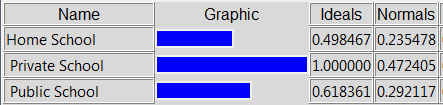 Name Graphic Ideals Normals
Home School 0.498467 0.235478
Private School 1.000000 0.472405
Public School 0.618361 0.292117